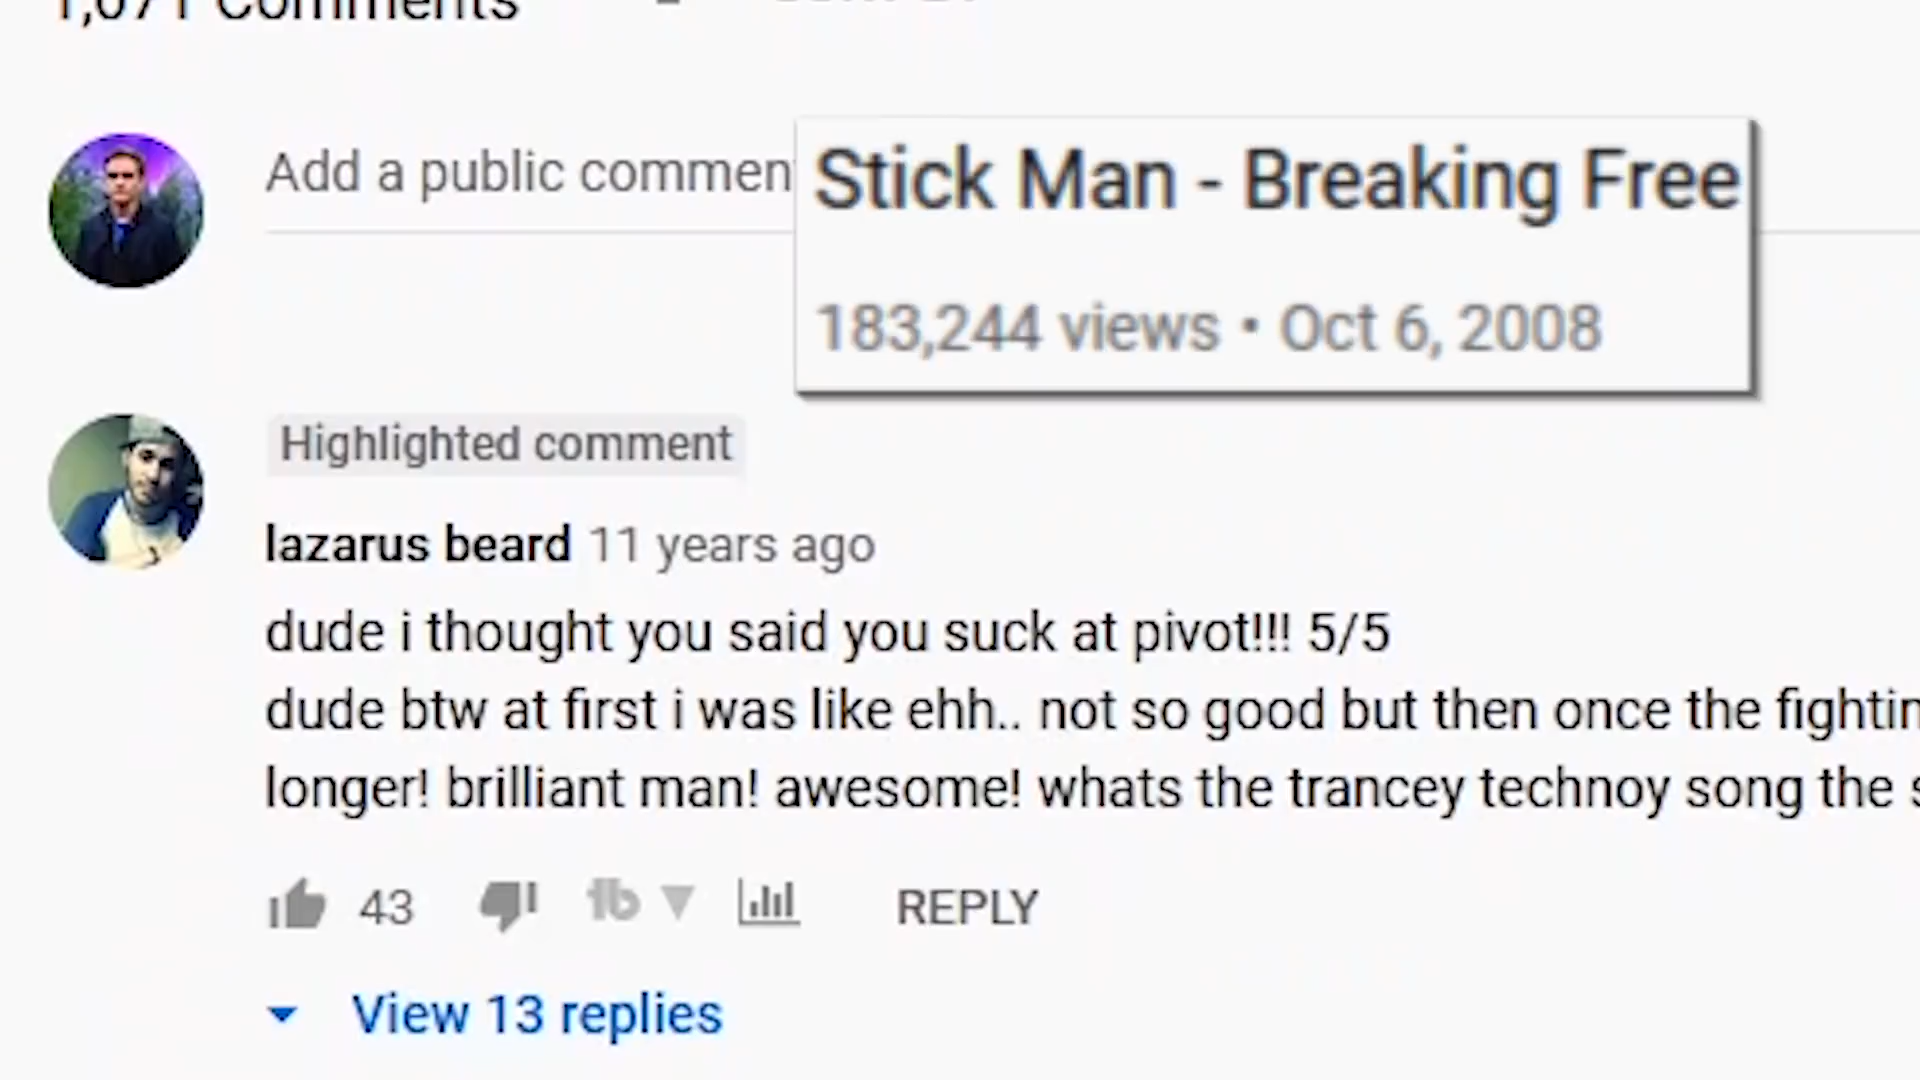 1,071 Comments
Add a public commen
Stick Man - Breaking Free
183,244 views • Oct 6, 2008
Highlighted comment
lazarus beard 11 years ago
dude i thought you said you suck at pivot!!! 5/5
dude btw at first i was like ehh.. not so good but then once the fightin
longer! brilliant man! awesome! whats the trancey technoy song the s
43 REPLY
View 13 replies